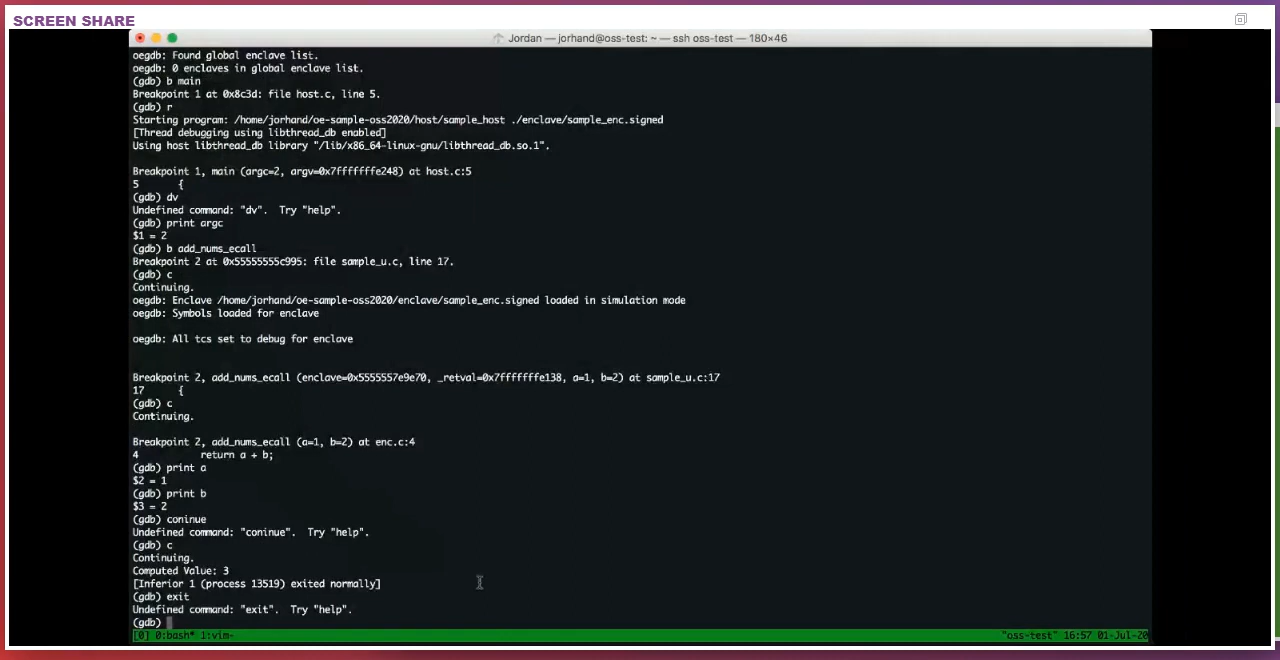 SCREEN SHARE
Jordan — jorhand@oss-test: ~ — ssh oss-test — 180×46
oegdb: Found global enclave list.
oegdb: 0 enclaves in global enclave list.
(gdb) b main
Breakpoint 1 at 0x8c3d: file host.c, line 5.
(gdb) r
Starting program: /home/jorhand/oe-sample-oss2020/host/sample_host ./enclave/sample_enc.signed
[Thread debugging using libthread_db enabled]
Using host libthread_db library "/lib/x86_64-linux-gnu/libthread_db.so.1".
Breakpoint 1, main (argc=2, argv=0x7fffffffe248) at host.c:5
5 {
(gdb) dv
Undefined command: "dv". Try "help".
(gdb) print argc
$1 = 2
(gdb) b add_nums_ecall
Breakpoint 2 at 0x55555555c995: file sample_u.c, line 17.
(gdb) c
Continuing.
oegdb: Enclave /home/jorhand/oe-sample-oss2020/enclave/sample_enc.signed loaded in simulation mode
oegdb: Symbols loaded for enclave
oegdb: All tcs set to debug for enclave
Breakpoint 2, add_nums_ecall (enclave=0x5555557e9e70, _retval=0x7fffffffe138, a=1, b=2) at sample_u.c:17
17 {
(gdb) c
Continuing.
Breakpoint 2, add_nums_ecall (a=1, b=2) at enc.c:4
4 return a + b;
(gdb) print a
$2 = 1
(gdb) print b
$3 = 2
(gdb) coninue
Undefined command: "coninue". Try "help".
(gdb) c
Continuing.
Computed Value: 3
[Inferior 1 (process 13519) exited normally]
(gdb) exit
Undefined command: "exit". Try "help".
(gdb)
[0] 0:bash* 1:vim- "oss-test" 16:57 01-Jul-20